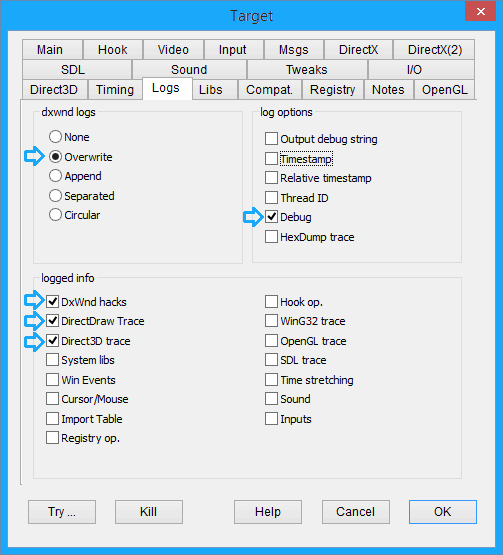 Target
Main Hook Video Input Msgs DirectX DirectX(2)
SDL Sound Tweaks I/O
Direct3D Timing Logs Libs Compat. Registry Notes OpenGL
dxwnd logs
None
Overwrite
Append
Separated
Circular
log options
Output debug string
Timestamp
Relative timestamp
Thread ID
Debug
HexDump trace
logged info
DxWnd hacks
DirectDraw Trace
Direct3D trace
System libs
Win Events
Cursor/Mouse
Import Table
Registry op.
Hook op.
WinG32 trace
OpenGL trace
SDL trace
Time stretching
Sound
Inputs
Try ... Kill Help Cancel OK